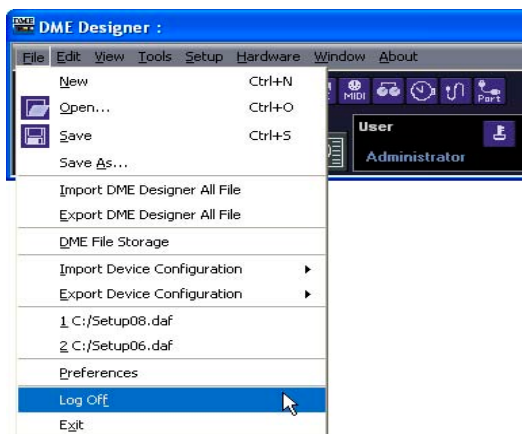 DME DME Designer :
File Edit View Tools Setup Hardware Window About
New Ctrl+N
MIDI Part
Open... Ctrl+O
Save Ctrl+S
User
Save As...
Administrator
Import DME Designer All File
Export DME Designer All File
DME File Storage
Import Device Configuration
Export Device Configuration
1 C:/Setup08.daf
2 C:/Setup06.daf
Preferences
Log Off
Exit